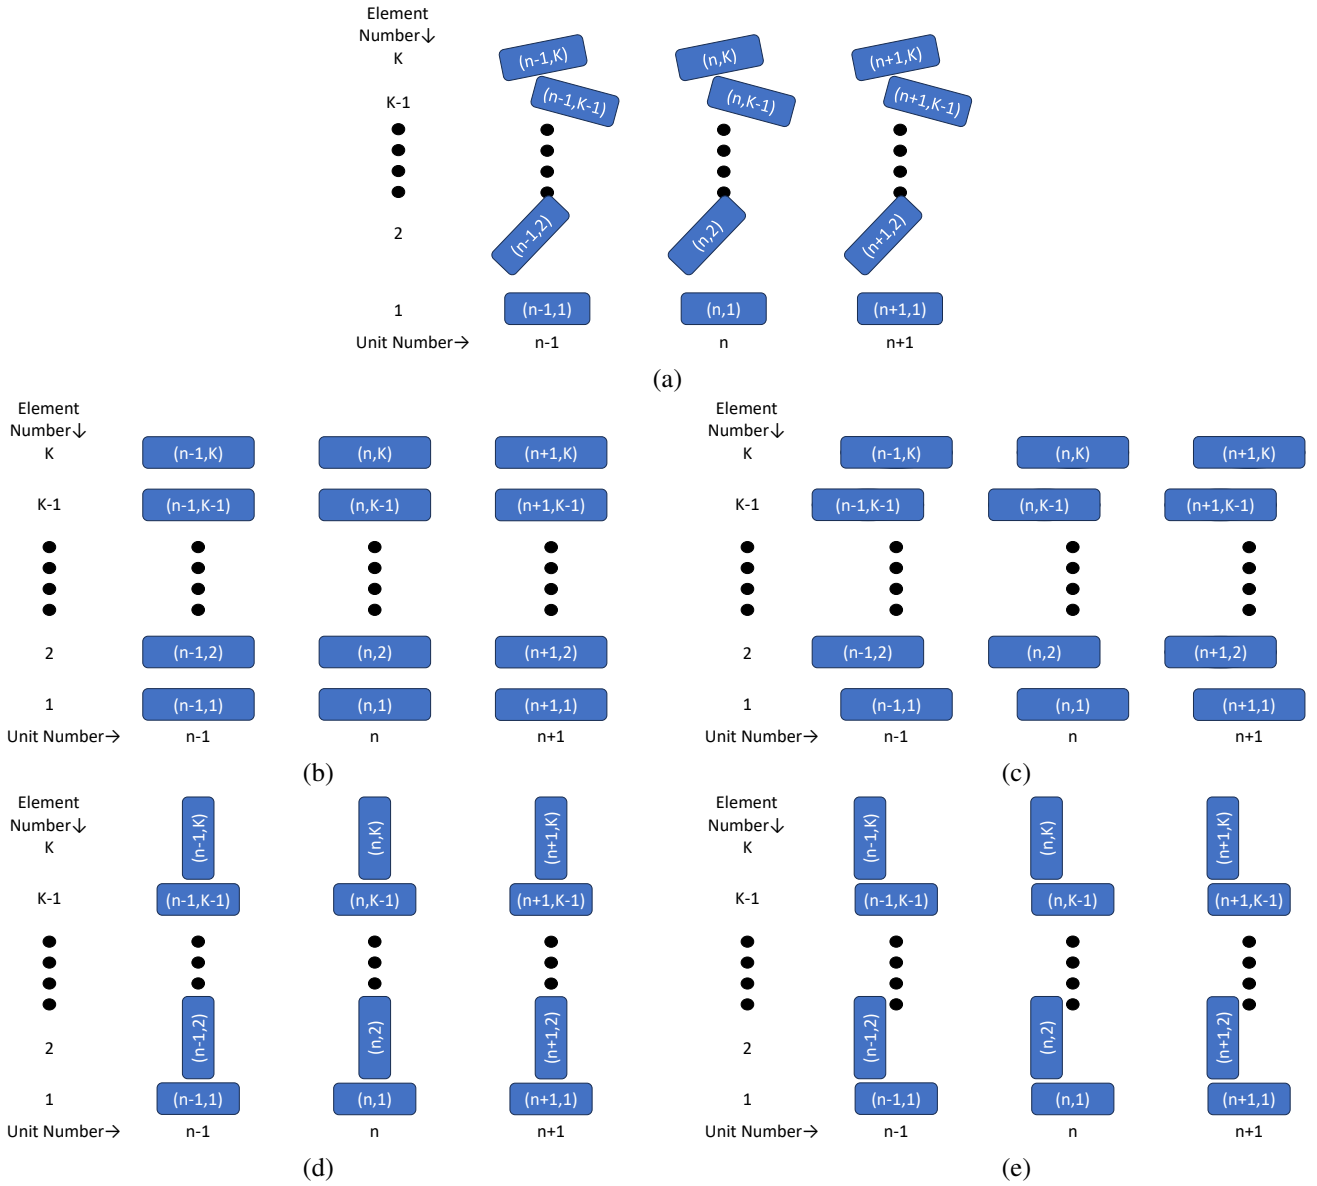 Element
Number↓
K (n-1,K) (n,K) (n+1,K)
K-1 (n-1,K-1) (n,K-1) (n+1,K-1)
2 (n-1,2) (n,2) (n+1,2)
1 (n-1,1) (n,1) (n+1,1)
Unit Number→ n-1 n n+1
(a)
Element
Number↓
K (n-1,K) (n,K) (n+1,K)
K-1 (n-1,K-1) (n,K-1) (n+1,K-1)
2 (n-1,2) (n,2) (n+1,2)
1 (n-1,1) (n,1) (n+1,1)
Unit Number→ n-1 n n+1
(b)
Element
Number↓
K (n-1,K) (n,K) (n+1,K)
K-1 (n-1,K-1) (n,K-1) (n+1,K-1)
2 (n-1,2) (n,2) (n+1,2)
1 (n-1,1) (n,1) (n+1,1)
Unit Number→ n-1 n n+1
(c)
Element
Number↓
K (n-1,K) (n,K) (n+1,K)
K-1 (n-1,K-1) (n,K-1) (n+1,K-1)
2 (n-1,2) (n,2) (n+1,2)
1 (n-1,1) (n,1) (n+1,1)
Unit Number→ n-1 n n+1
(d)
Element
Number↓
K (n-1,K) (n,K) (n+1,K)
K-1 (n-1,K-1) (n,K-1) (n+1,K-1)
2 (n-1,2) (n,2) (n+1,2)
1 (n-1,1) (n,1) (n+1,1)
Unit Number→ n-1 n n+1
(e)